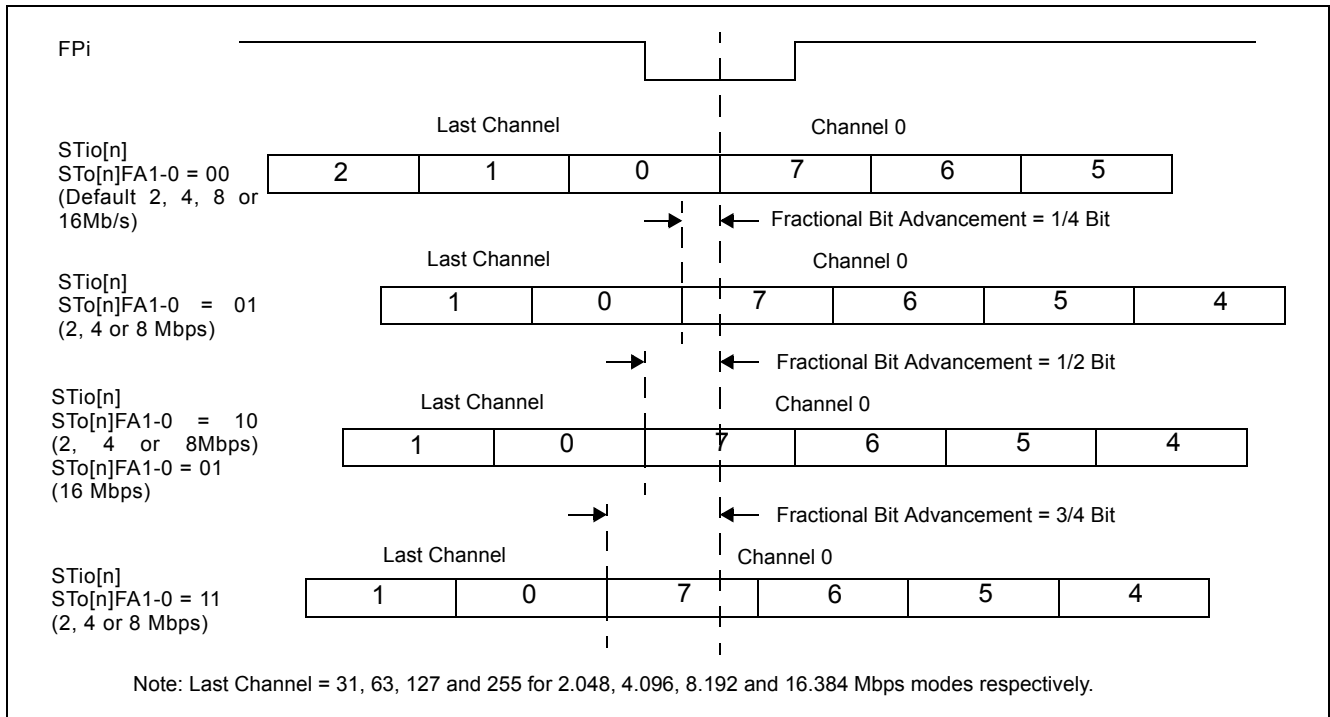 FPi
Last Channel Channel 0
STio[n]
STo[n]FA1-0 = 00
(Default 2, 4, 8 or
16Mb/s)
2 1 0 7 6 5
Fractional Bit Advancement = 1/4 Bit
Last Channel Channel 0
STio[n]
STo[n]FA1-0 = 01
(2, 4 or 8 Mbps)
1 0 7 6 5 4
Fractional Bit Advancement = 1/2 Bit
Last Channel Channel 0
STio[n]
STo[n]FA1-0 = 10
(2, 4 or 8Mbps)
STo[n]FA1-0 = 01
(16 Mbps)
1 0 7 6 5 4
Fractional Bit Advancement = 3/4 Bit
Last Channel Channel 0
STio[n]
STo[n]FA1-0 = 11
(2, 4 or 8 Mbps)
1 0 7 6 5 4
Note: Last Channel = 31, 63, 127 and 255 for 2.048, 4.096, 8.192 and 16.384 Mbps modes respectively.